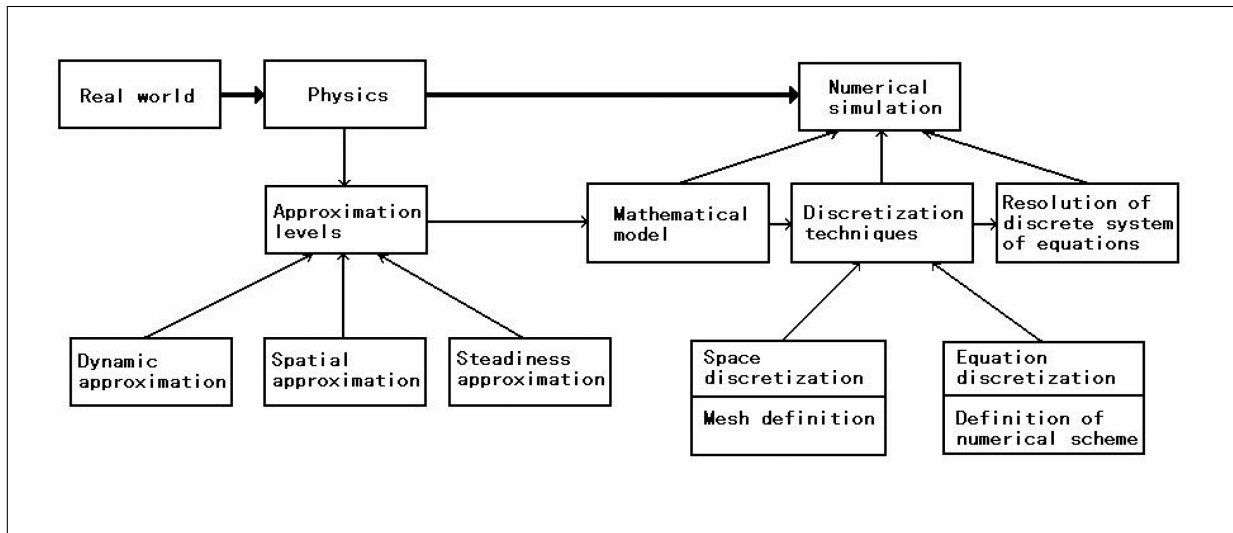 Real world
Physics
Numerical
simulation
Approximation
levels
Mathematical
model
Discretization
techniques
Resolution of
discrete system
of equations
Dynamic
approximation
Spatial
approximation
Steadiness
approximation
Space
discretization
Mesh definition
Equation
discretization
Definition of
numerical scheme